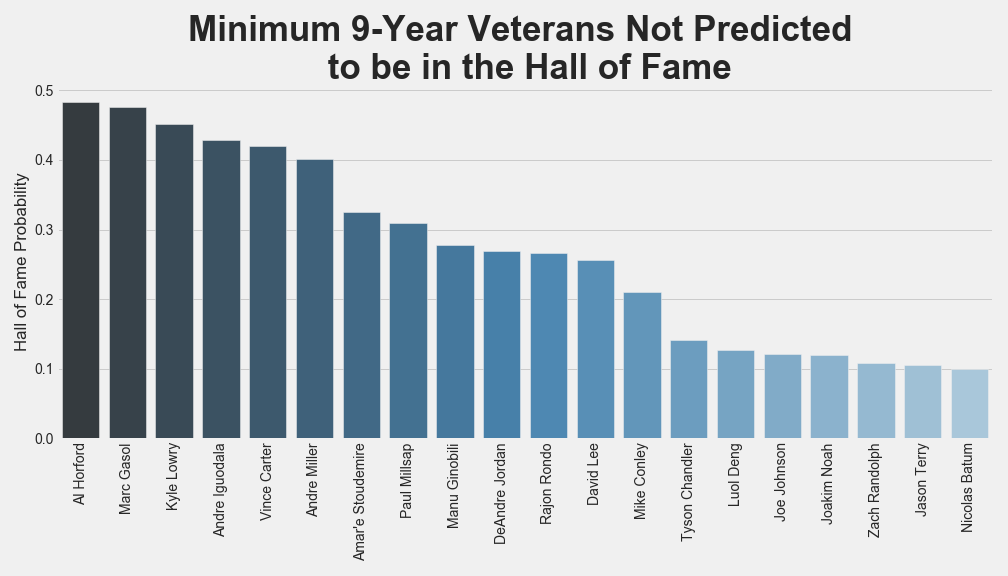 Minimum 9-Year Veterans Not Predicted
to be in the Hall of Fame
Hall of Fame Probability
0.5
0.4
0.3
0.2
0.1
0.0
Al Horford
Marc Gasol
Kyle Lowry
Andre Iguodala
Vince Carter
Andre Miller
Amar'e Stoudemire
Paul Millsap
Manu Ginobili
DeAndre Jordan
Rajon Rondo
David Lee
Mike Conley
Tyson Chandler
Luol Deng
Joe Johnson
Joakim Noah
Zach Randolph
Jason Terry
Nicolas Batum